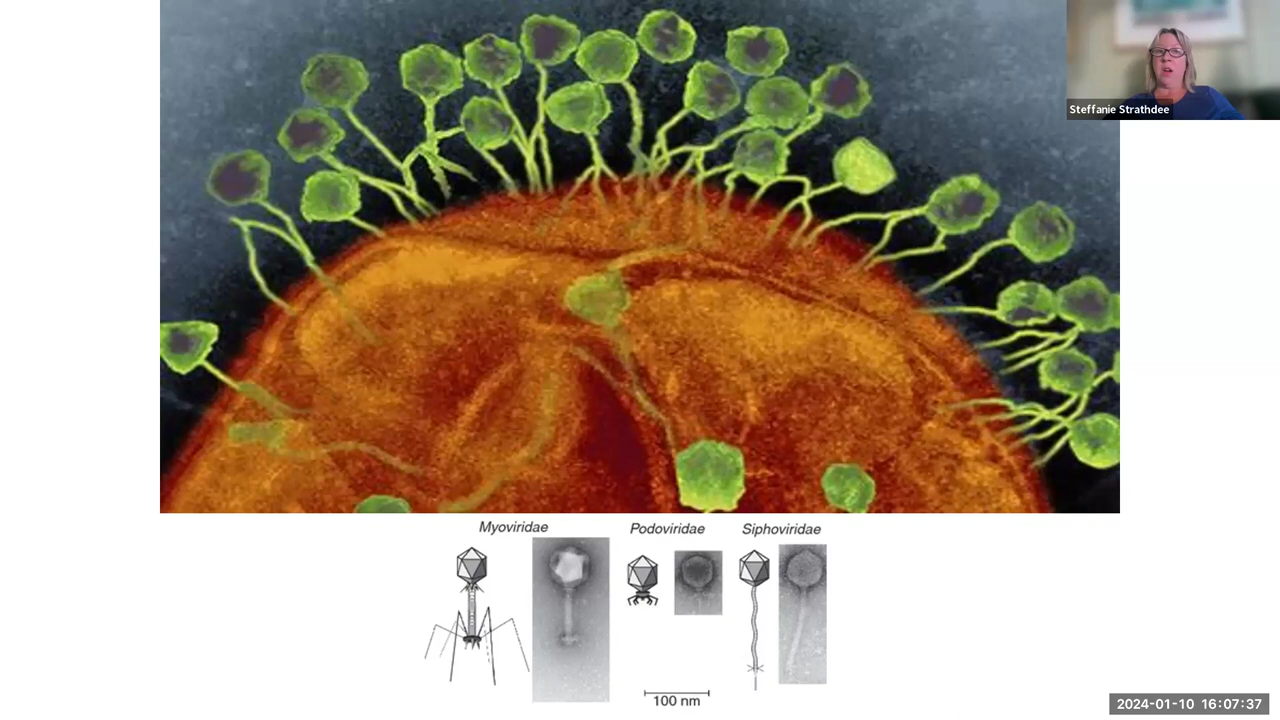 Steffanie Strathdee
Myoviridae
Podoviridae
Siphoviridae
100 nm
2024-01-10 16:07:37